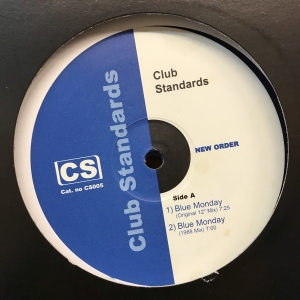 Club
Standards
Club Standards
CS
Cat. no CS005
NEW ORDER
Side A
1) Blue Monday
(Original 12" Mix) 7:25
2) Blue Monday
(1988 Mix) 7:00